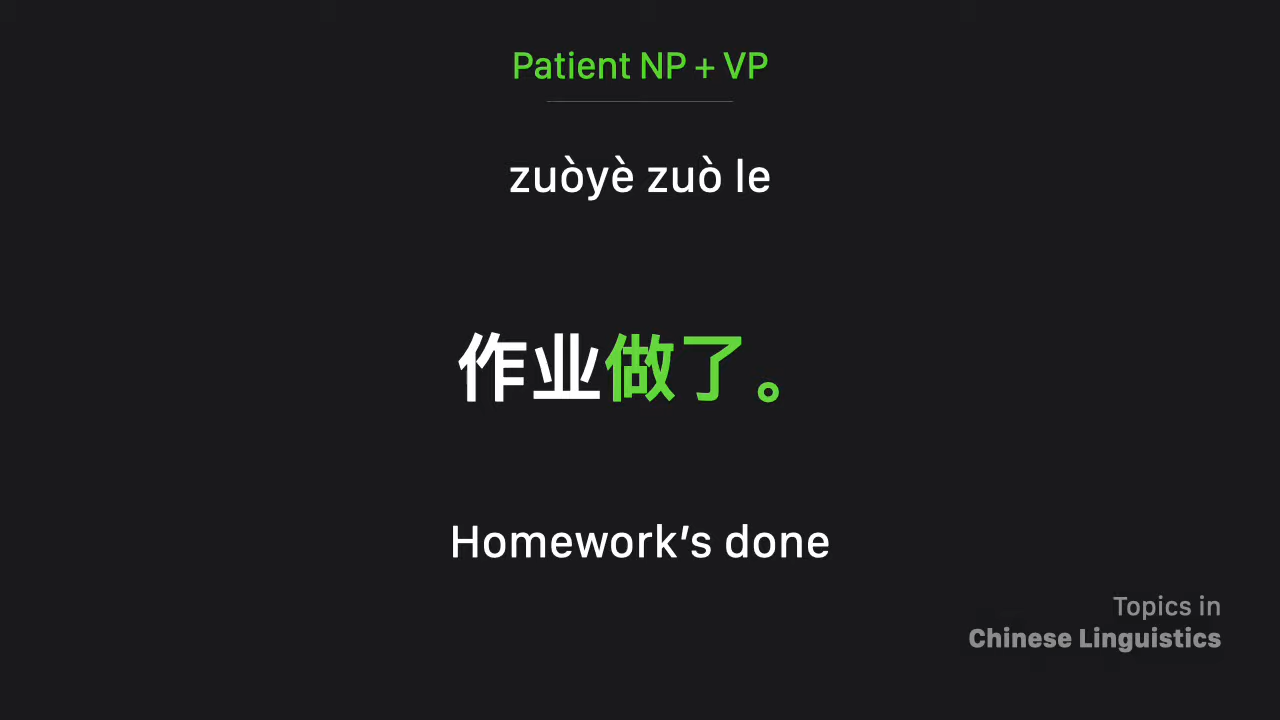 Patient NP + VP
zuòyè zuò le
作业做了。
Homework’s done
Topics in
Chinese Linguistics